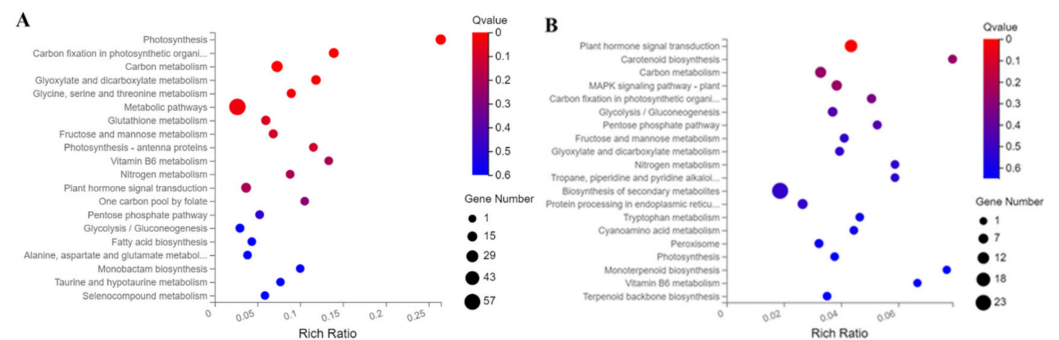 A
Photosynthesis
Carbon fixation in photosynthetic organi...
Carbon metabolism
Glyoxylate and dicarboxylate metabolism
Glycine, serine and threonine metabolism
Metabolic pathways
Glutathione metabolism
Fructose and mannose metabolism
Photosynthesis - antenna proteins
Vitamin B6 metabolism
Nitrogen metabolism
Plant hormone signal transduction
One carbon pool by folate
Pentose phosphate pathway
Glycolysis / Gluconeogenesis
Fatty acid biosynthesis
Alanine, aspartate and glutamate metabol...
Monobactam biosynthesis
Taurine and hypotaurine metabolism
Selenocompound metabolism
0 0.05 0.1 0.15 0.2 0.25
Rich Ratio
Qvalue
0
0.1
0.2
0.3
0.4
0.5
0.6
Gene Number
1
15
29
43
57
B
Plant hormone signal transduction
Carotenoid biosynthesis
Carbon metabolism
MAPK signaling pathway - plant
Carbon fixation in photosynthetic organi...
Glycolysis / Gluconeogenesis
Pentose phosphate pathway
Fructose and mannose metabolism
Glyoxylate and dicarboxylate metabolism
Nitrogen metabolism
Tropane, piperidine and pyridine alkaloi...
Biosynthesis of secondary metabolites
Protein processing in endoplasmic reticu...
Tryptophan metabolism
Cyanoamino acid metabolism
Peroxisome
Photosynthesis
Monoterpenoid biosynthesis
Vitamin B6 metabolism
Terpenoid backbone biosynthesis
0 0.02 0.04 0.06
Rich Ratio
Qvalue
0
0.1
0.2
0.3
0.4
0.5
0.6
Gene Number
1
7
12
18
23